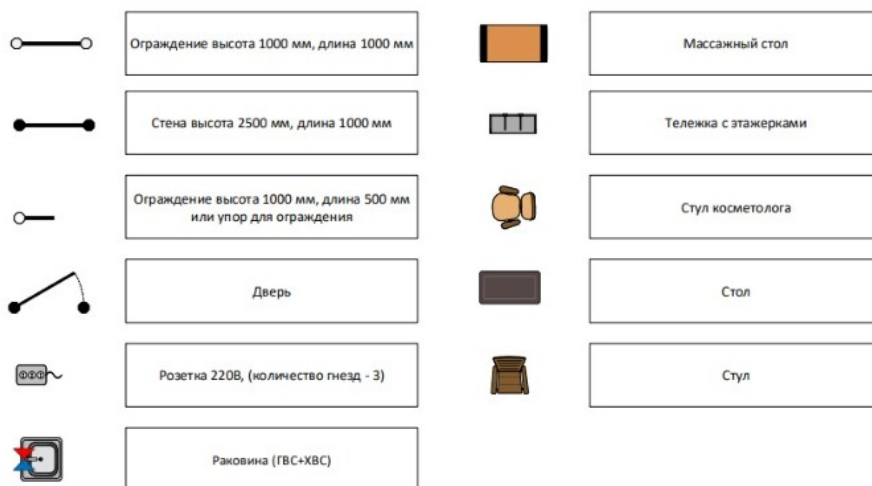 Ограждение высота 1000 мм, длина 1000 мм
Массажный стол
Стена высота 2500 мм, длина 1000 мм
Тележка с этажерками
Ограждение высота 1000 мм, длина 500 мм
или упор для ограждения
Стул косметолога
Дверь
Стол
Розетка 220В, (количество гнезд - 3)
Стул
Раковина (ГВС+ХВС)